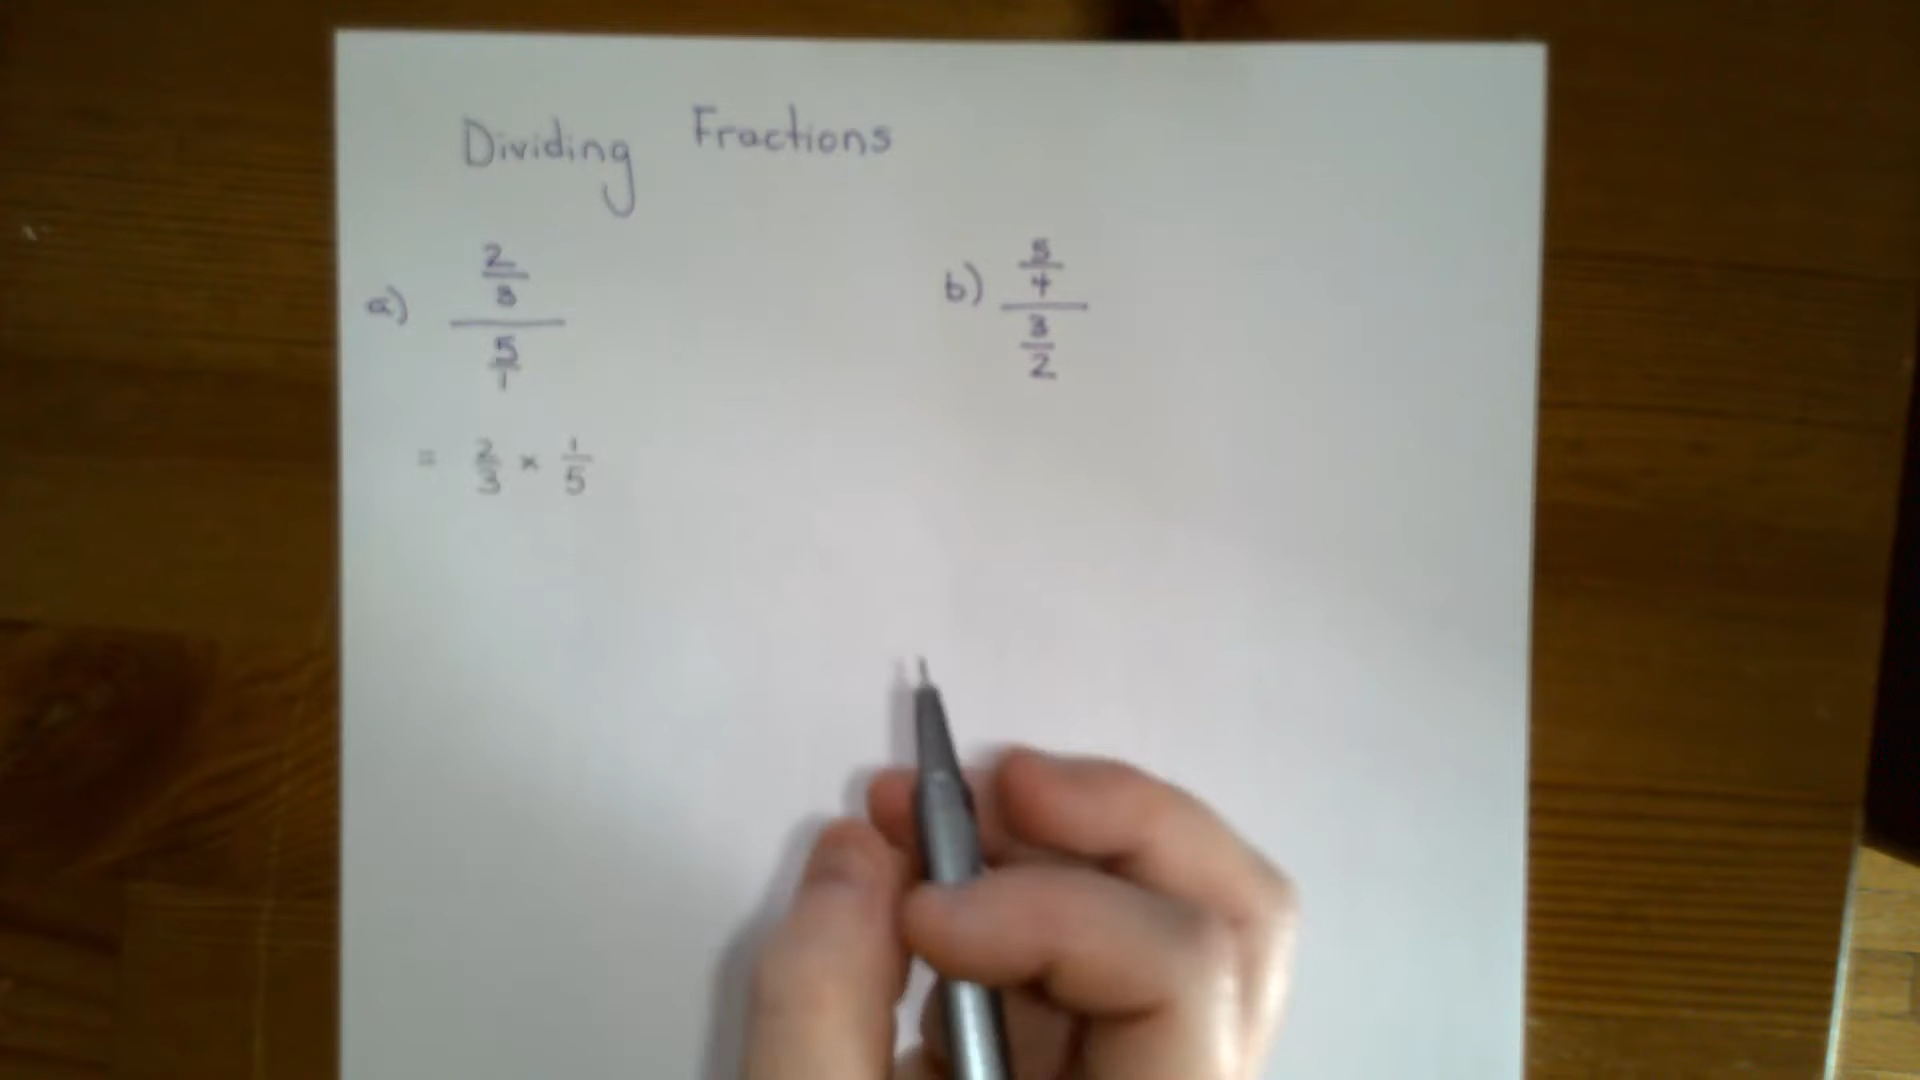 Dividing Fractions
a) 2/3 / 5/1
b) 5/4 / 3/2
= 2/3 × 1/5